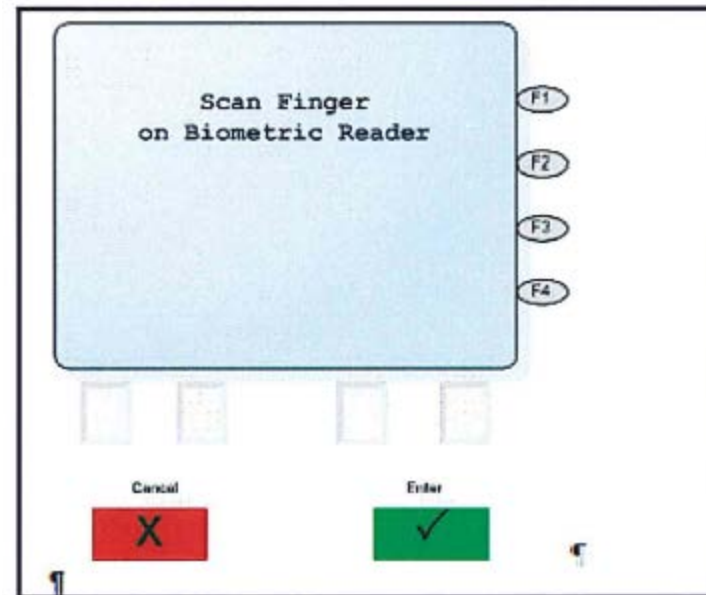 Scan Finger
on Biometric Reader
F1
F2
F3
F4
Cancel Enter
X ✓
¶ ¶